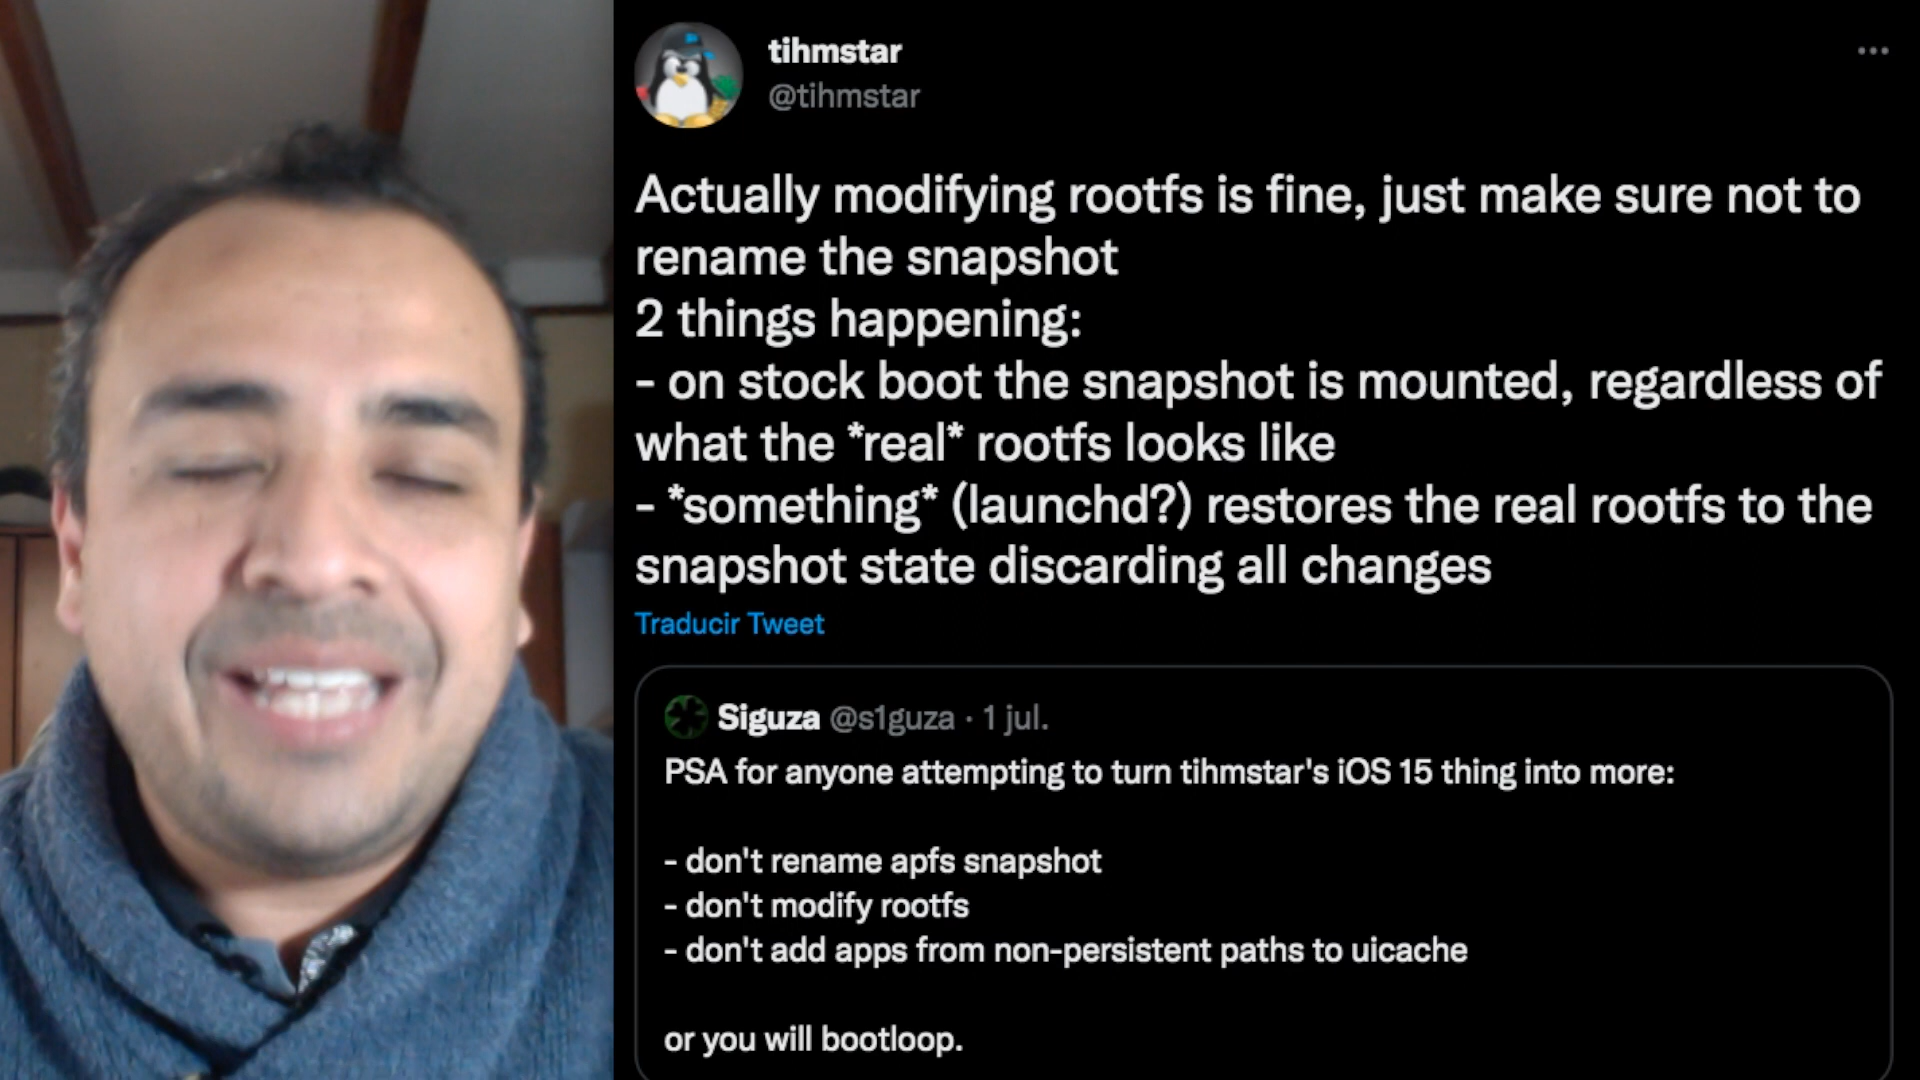 tihmstar
@tihmstar
Actually modifying rootfs is fine, just make sure not to
rename the snapshot
2 things happening:
- on stock boot the snapshot is mounted, regardless of
what the *real* rootfs looks like
- *something* (launchd?) restores the real rootfs to the
snapshot state discarding all changes
Traducir Tweet
Siguza @s1guza · 1 jul.
PSA for anyone attempting to turn tihmstar's iOS 15 thing into more:
- don't rename apfs snapshot
- don't modify rootfs
- don't add apps from non-persistent paths to uicache
or you will bootloop.